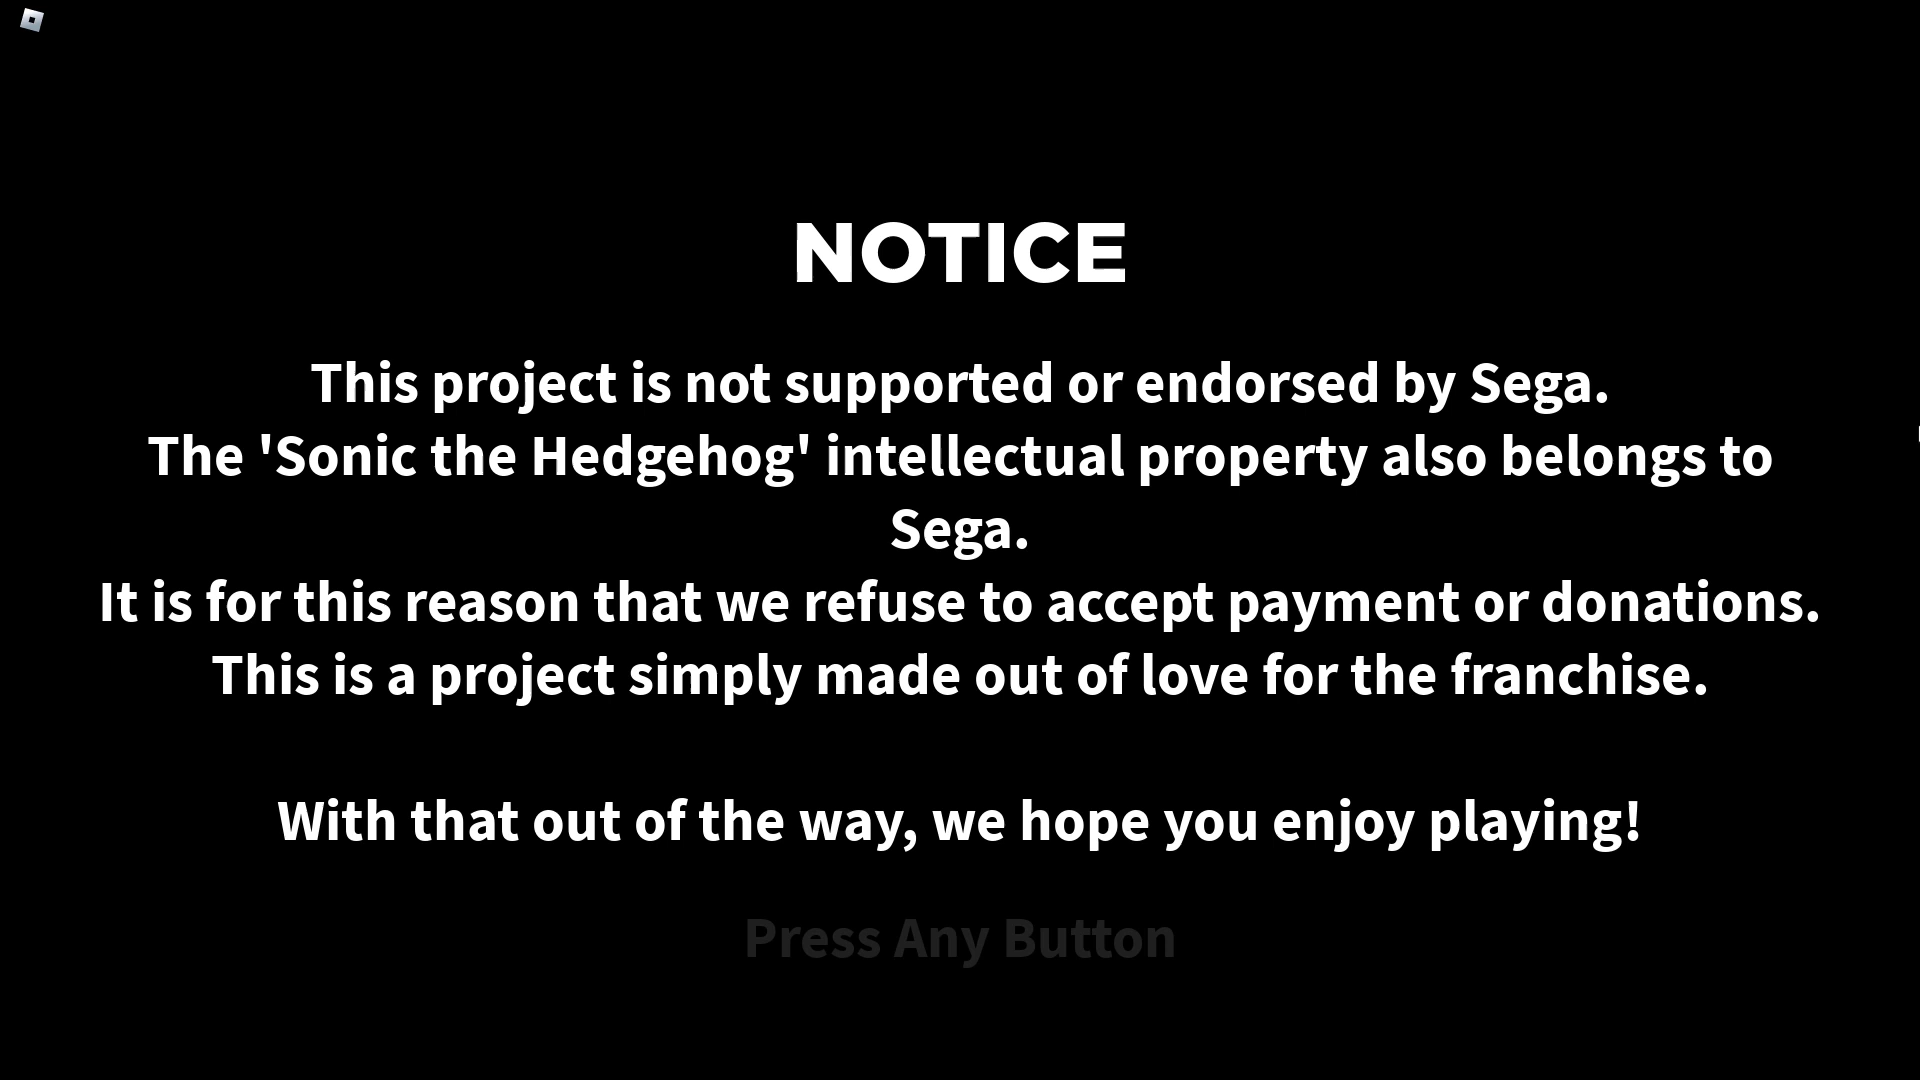 NOTICE
This project is not supported or endorsed by Sega.
The 'Sonic the Hedgehog' intellectual property also belongs to
Sega.
It is for this reason that we refuse to accept payment or donations.
This is a project simply made out of love for the franchise.
With that out of the way, we hope you enjoy playing!
Press Any Button